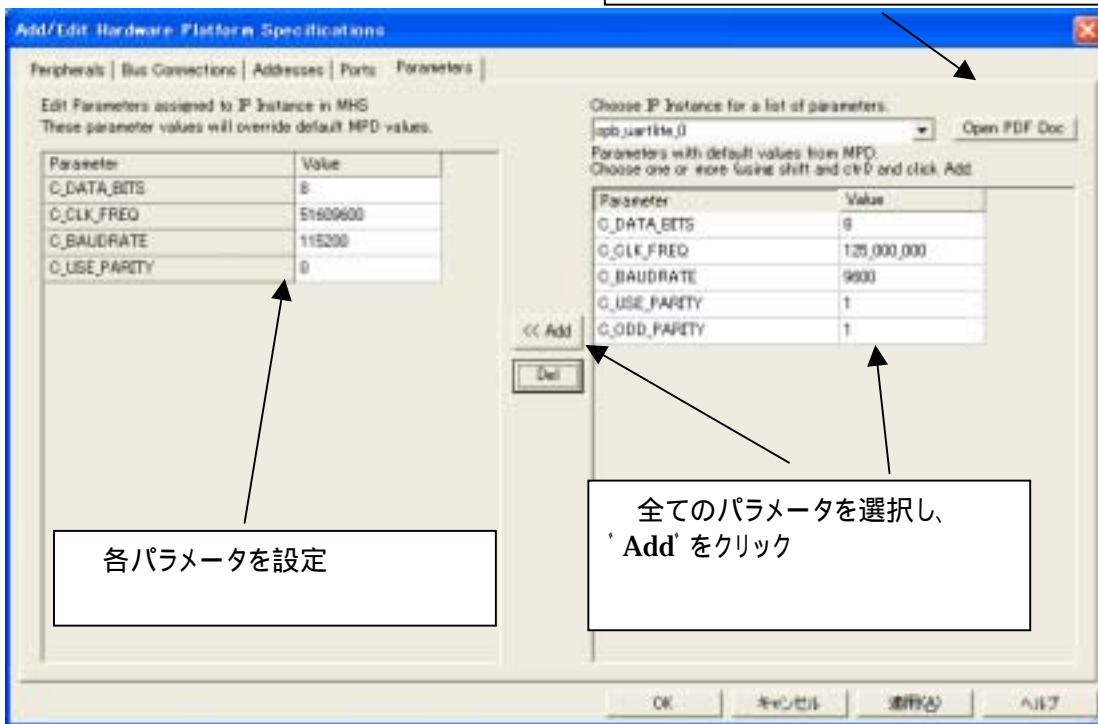 Add/Edit Hardware Platform Specifications
Peripherals | Bus Connections | Addresses | Ports | Parameters |
Edit Parameters assigned to IP Instance in MHS
These parameter values will override default MPD values.
Parameter Value
C_DATA_BITS 8
C_CLK_FREQ 51609600
C_BAUDRATE 115200
C_USE_PARITY 0
<< Add
Del
Choose IP Instance for a list of parameters.
opb_uartlite_0
Open PDF Doc
Parameters with default values from MPD.
Choose one or more (using shift and ctrl) and click Add
Parameter Value
C_DATA_BITS 8
C_CLK_FREQ 125_000_000
C_BAUDRATE 9600
C_USE_PARITY 1
C_ODD_PARITY 1
各パラメータを設定
全てのパラメータを選択し、
゛Add゛をクリック
OK
キャンセル
適用(A)
ヘルプ